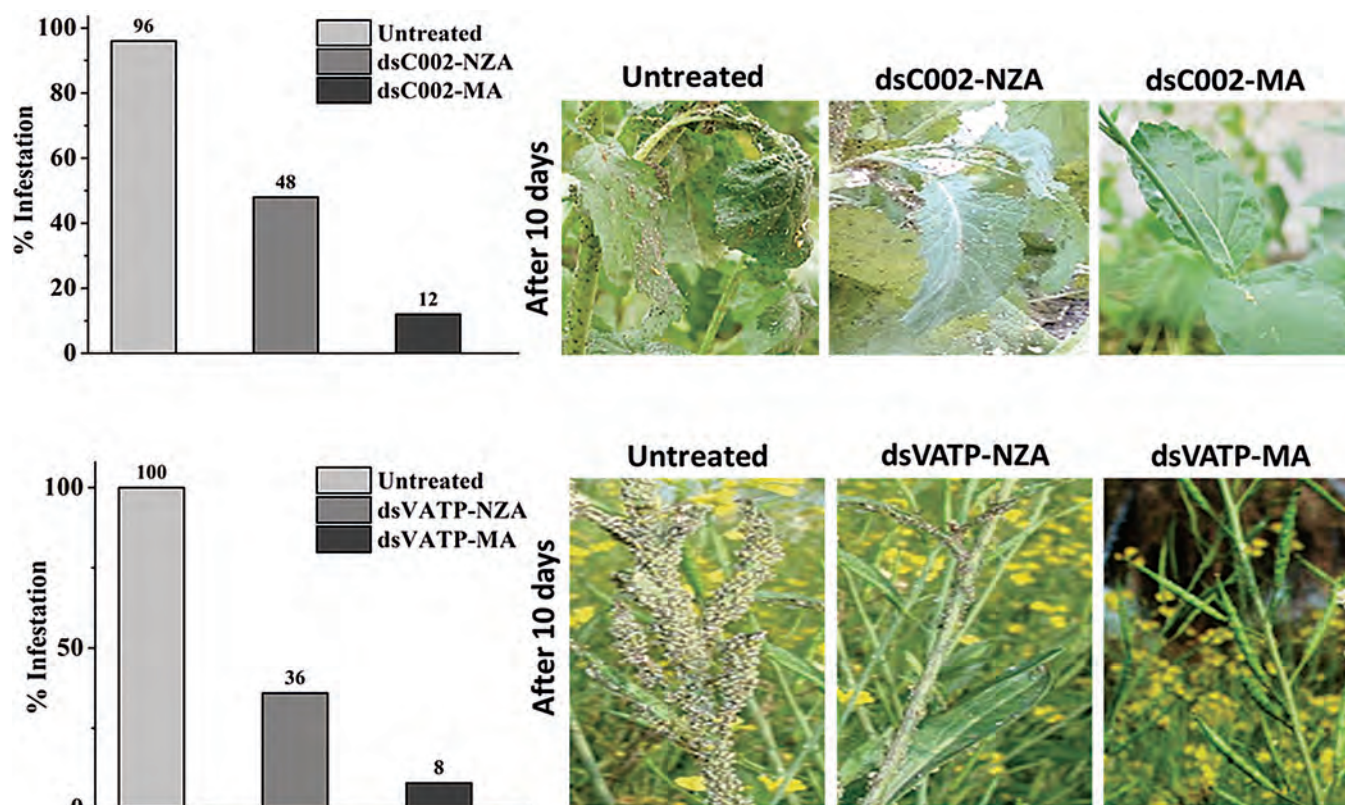 100
96
80
60
40
20
0
% Infestation
48
12
Untreated
dsC002-NZA
dsC002-MA
After 10 days
Untreated
dsC002-NZA
dsC002-MA
100
50
0
% Infestation
100
36
8
Untreated
dsVATP-NZA
dsVATP-MA
After 10 days
Untreated
dsVATP-NZA
dsVATP-MA